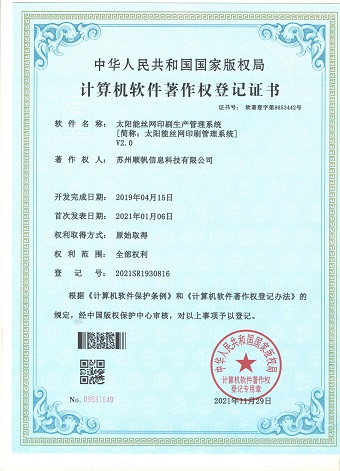 中华人民共和国国家版权局
计算机软件著作权登记证书
证书号： 软著登字第8653442号
软件名称： 太阳能丝网印刷生产管理系统
[简称：太阳能丝网印刷管理系统]
V2.0
著作权人： 苏州顺帆信息科技有限公司
开发完成日期： 2019年04月15日
首次发表日期： 2021年01月06日
权利取得方式： 原始取得
权利范围： 全部权利
登记号： 2021SR1930816
根据《计算机软件保护条例》和《计算机软件著作权登记办法》的
规定，经中国版权保护中心审核，对以上事项予以登记。
中华人民共和国国家版权局
计算机软件著作权
登记专用章
No. 09531649
2021年11月29日